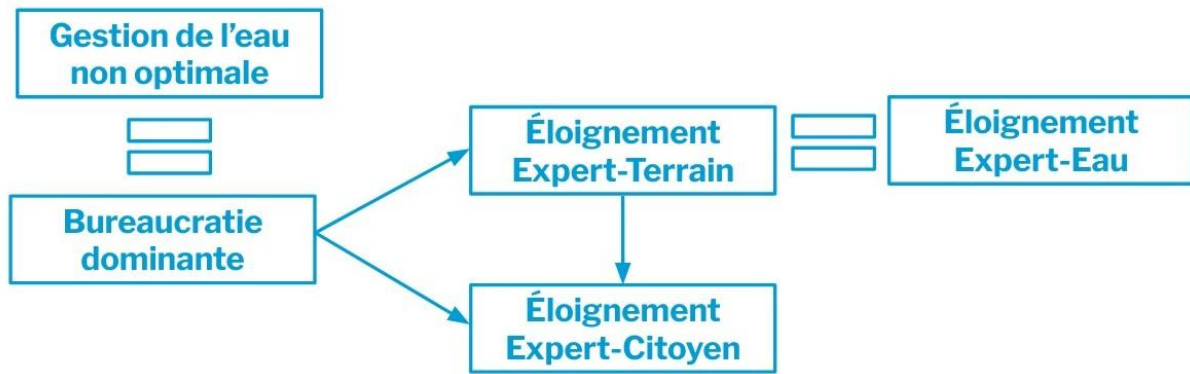 Gestion de l’eau
non optimale
Bureaucratie
dominante
Éloignement
Expert-Terrain
Éloignement
Expert-Eau
Éloignement
Expert-Citoyen